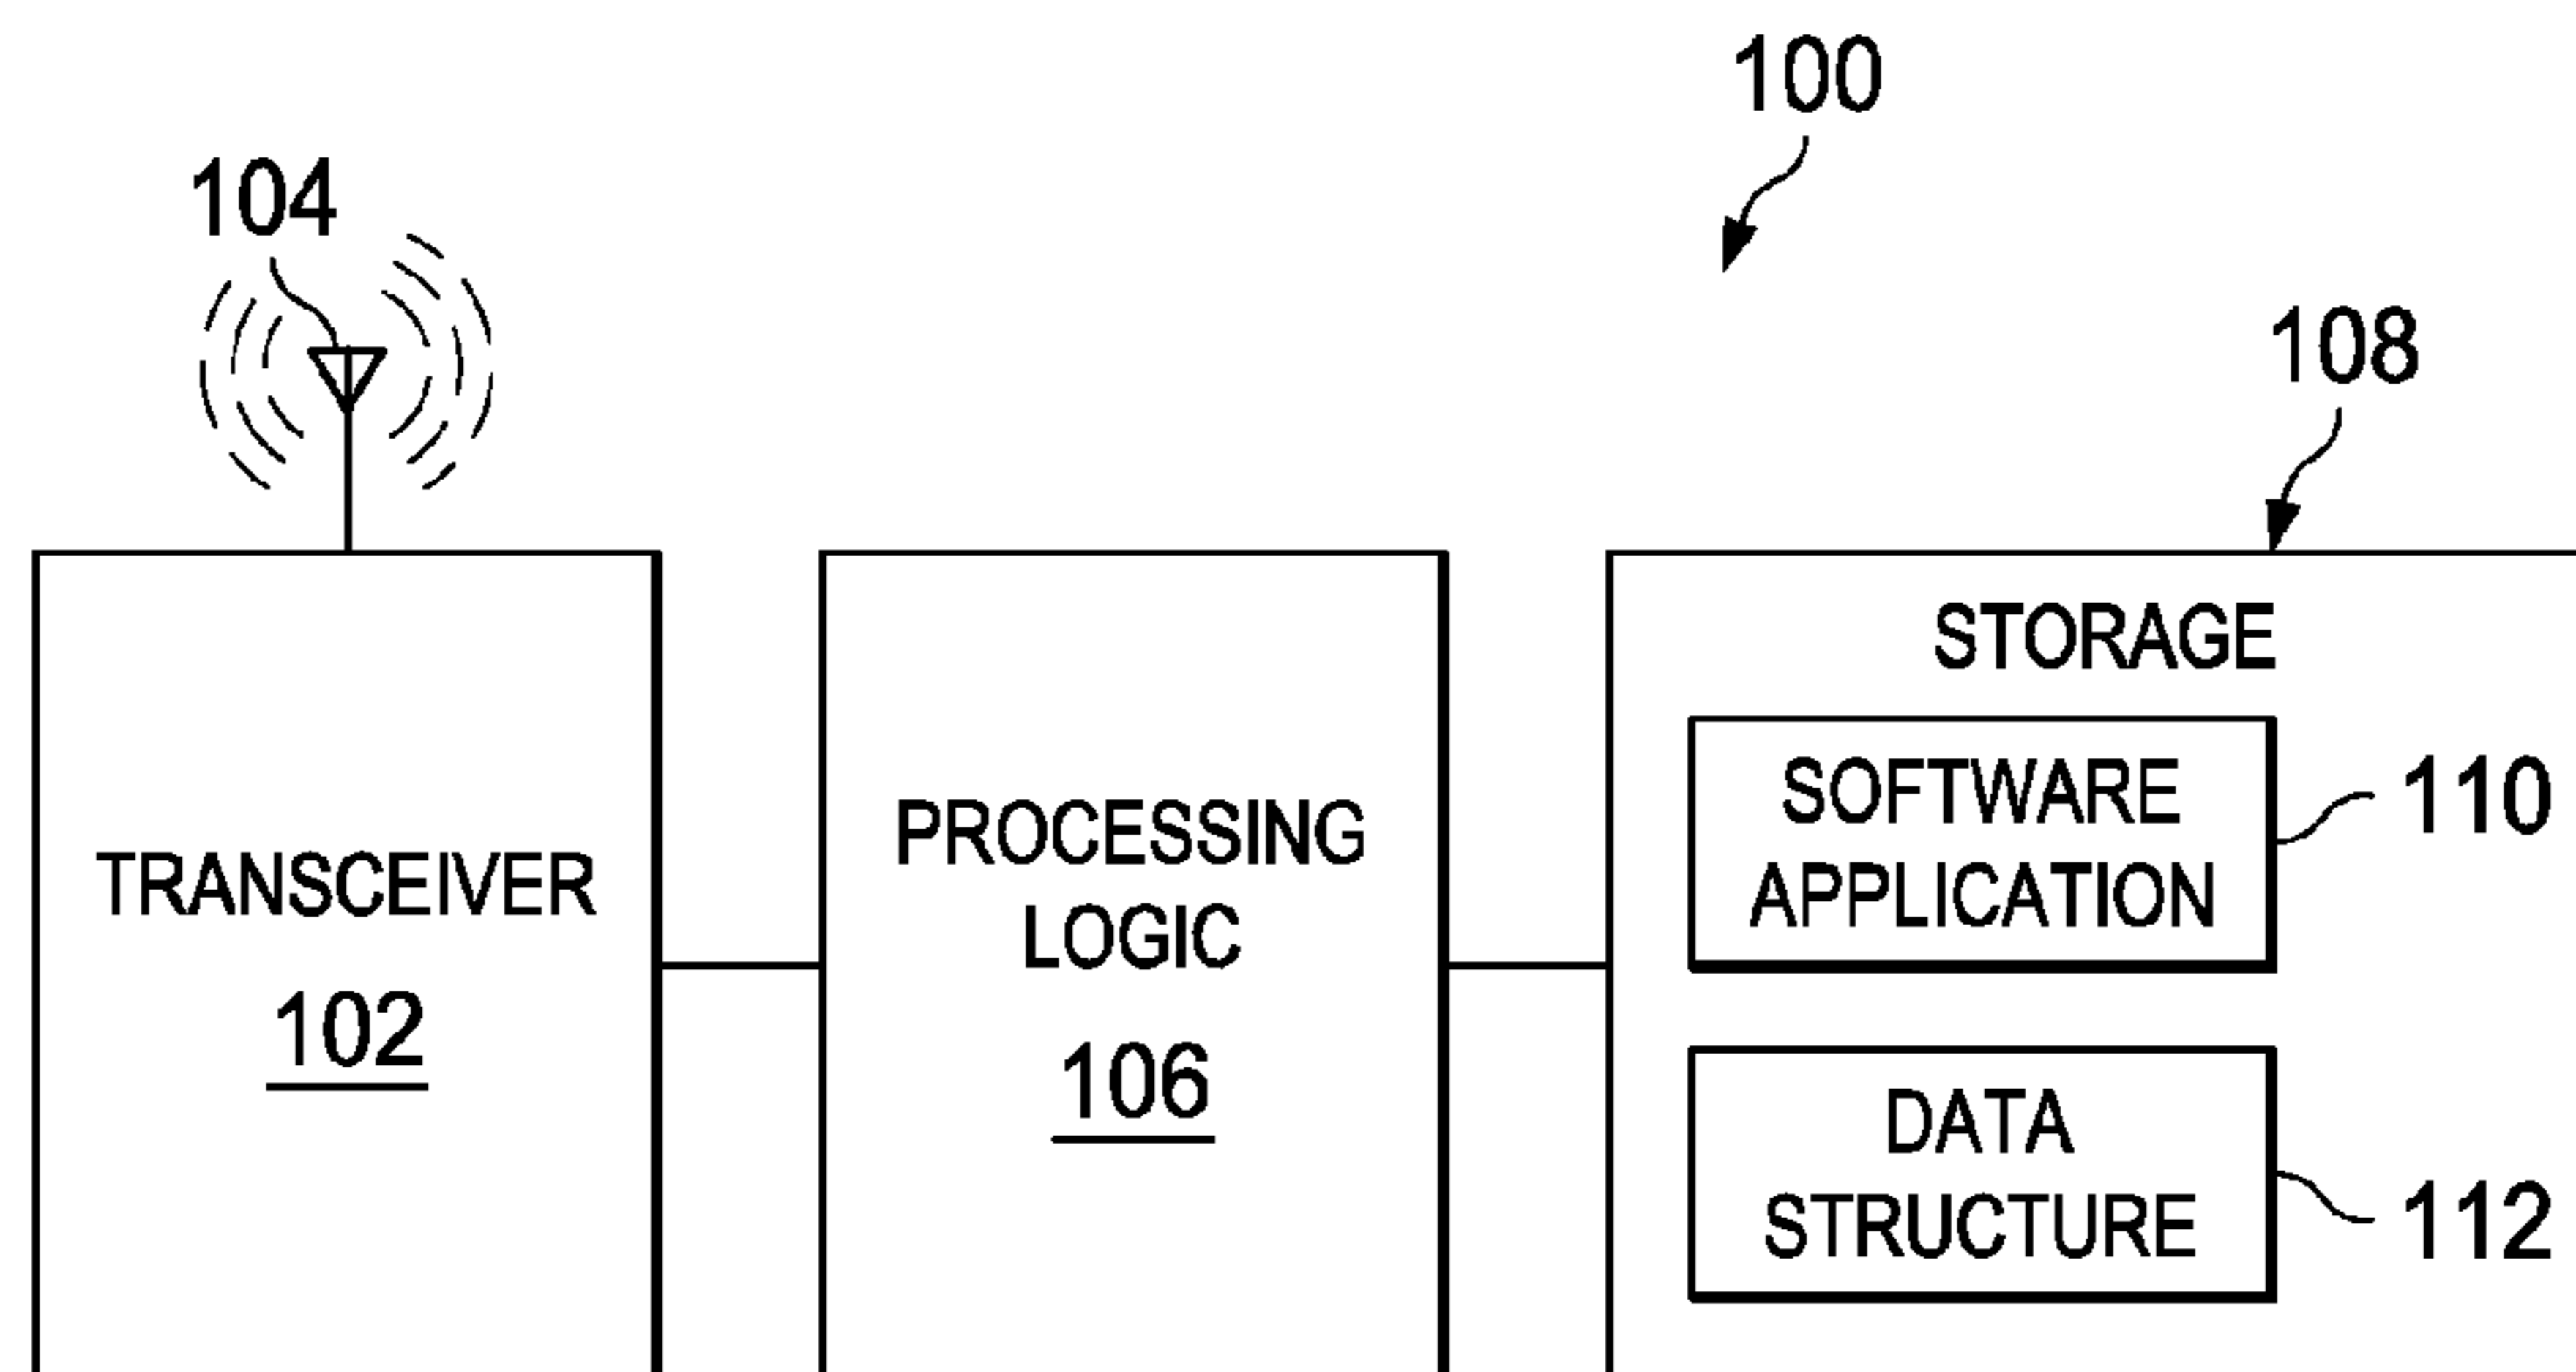 100
104
108
STORAGE
SOFTWARE
APPLICATION
110
TRANSCEIVER
102
PROCESSING
LOGIC
106
DATA
STRUCTURE
112